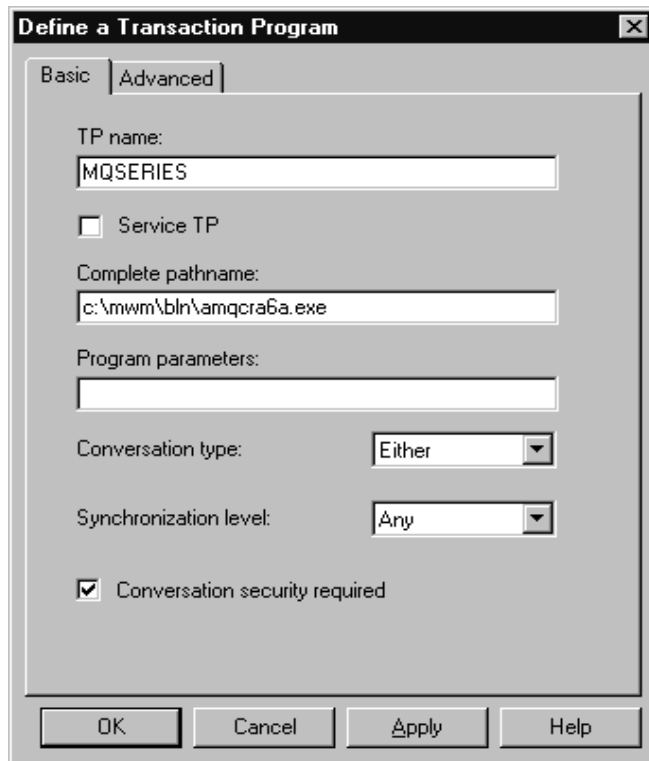 Define a Transaction Program
Basic
Advanced
TP name:
MQSERIES
Service TP
Complete pathname:
c:\mwm\bln\amqcra6a.exe
Program parameters:
Conversation type:
Either
Synchronization level:
Any
Conversation security required
OK
Cancel
Apply
Help